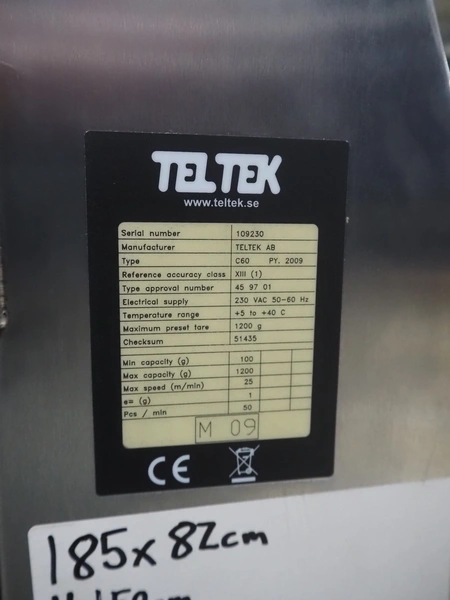 TELTEK
www.teltek.se
Serial number 109230
Manufacturer TELTEK AB
Type C60 PY. 2009
Reference accuracy class XIII (1)
Type approval number 45 97 01
Electrical supply 230 VAC 50-60 Hz
Temperature range +5 to +40 C
Maximum preset tare 1200 g
Checksum 51435
Min capacity (g) 100
Max capacity (g) 1200
Max speed (m/min) 25
e= (g) 1
Pcs / min 50
M 09
CE
185x82cm